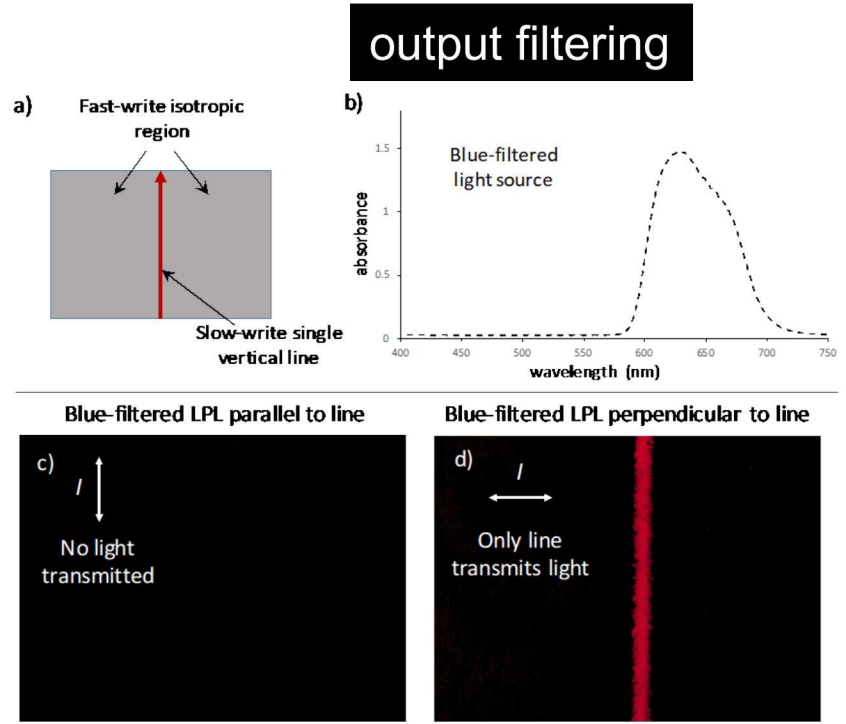 output filtering
a)
Fast-write isotropic
region
Slow-write single
vertical line
b)
Blue-filtered
light source
absorbance
1.5
1
0.5
0
400 450 500 550 600 650 700 750
wavelength (nm)
Blue-filtered LPL parallel to line
c)
I
No light
transmitted
Blue-filtered LPL perpendicular to line
d)
I
Only line
transmits light